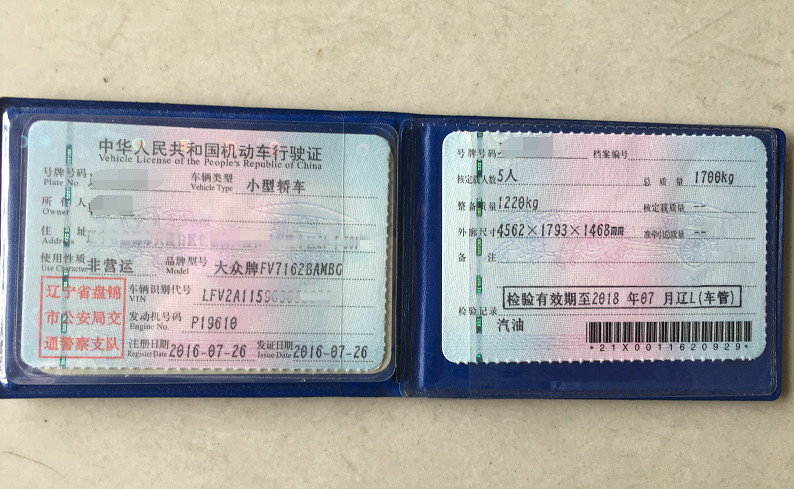 中华人民共和国机动车行驶证
Vehicle License of the People's Republic of China
号牌号码
Plate No
车辆类型
Vehicle Type
小型轿车
所 有 人
Owner
住 址
Address
使用性质
Use Character
非营运
品牌型号
Model
大众牌FV7162BAMBG
辽宁省盘锦
市公安局交
通警察支队
车辆识别代号
VIN
LFV2A1159
发动机号码
Engine No.
P19610
注册日期
Register Date
2016-07-26
发证日期
Issue Date
2016-07-26
号牌号码
档案编号
核定载人数 5人
总 质 量 1700kg
整备质量 1220kg
核定载质量 --
外廓尺寸 4562×1793×1468mm
准牵引总质量 --
备 注
检验有效期至2018 年07 月辽L(车管)
检验记录
汽油
*21X0011620929*